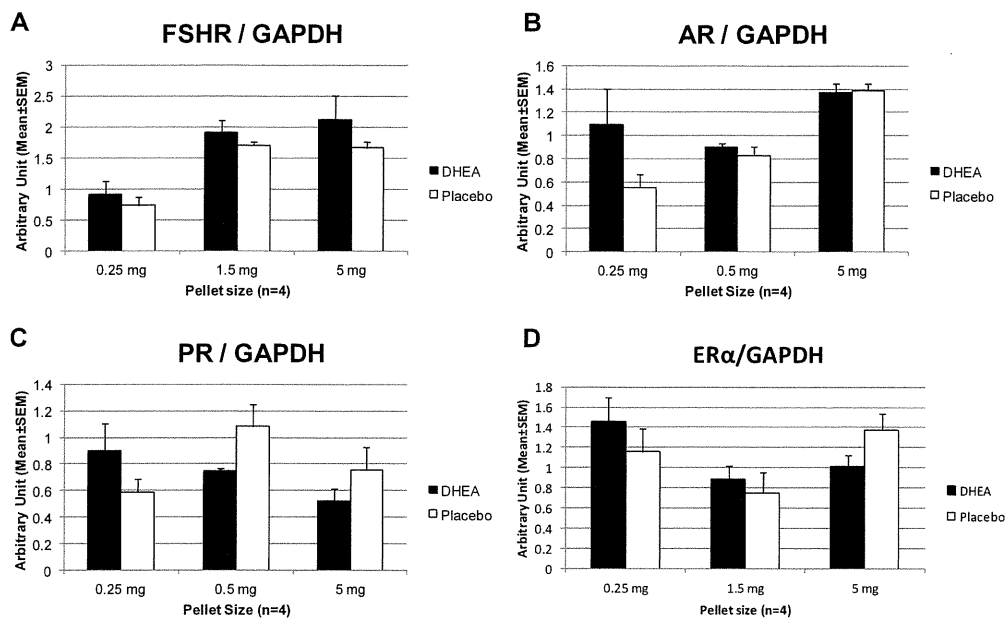 A
FSHR / GAPDH
Arbitrary Unit (Mean±SEM)
3
2.5
2
1.5
1
0.5
0
0.25 mg
1.5 mg
5 mg
Pellet size (n=4)
DHEA
Placebo
B
AR / GAPDH
Arbitrary Unit (Mean±SEM)
1.6
1.4
1.2
1
0.8
0.6
0.4
0.2
0
0.25 mg
0.5 mg
5 mg
Pellet Size (n=4)
DHEA
Placebo
C
PR / GAPDH
Arbitrary Unit (Mean±SEM)
1.4
1.2
1
0.8
0.6
0.4
0.2
0
0.25 mg
0.5 mg
5 mg
Pellet Size (n=4)
DHEA
Placebo
D
ERα/GAPDH
Arbitrary Unit (Mean±SEM)
1.8
1.6
1.4
1.2
1
0.8
0.6
0.4
0.2
0
0.25 mg
1.5 mg
5 mg
Pellet size (n=4)
DHEA
Placebo